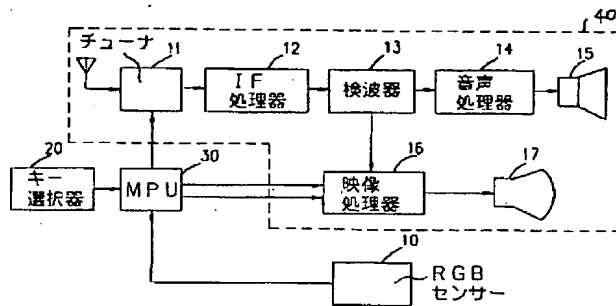 40
チューナ
11
12
13
14
15
IF
処理器
検波器
音声
処理器
20
キー
選択器
30
MPU
16
映像
処理器
17
10
RGB
センサー